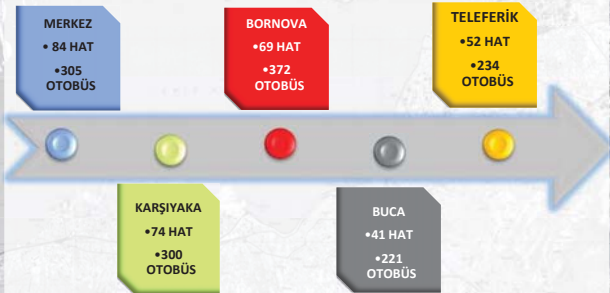 MERKEZ
• 84 HAT
•305
OTOBÜS
KARŞIYAKA
•74 HAT
•300
OTOBÜS
BORNOVA
•69 HAT
•372
OTOBÜS
BUCA
•41 HAT
•221
OTOBÜS
TELEFERİK
•52 HAT
•234
OTOBÜS